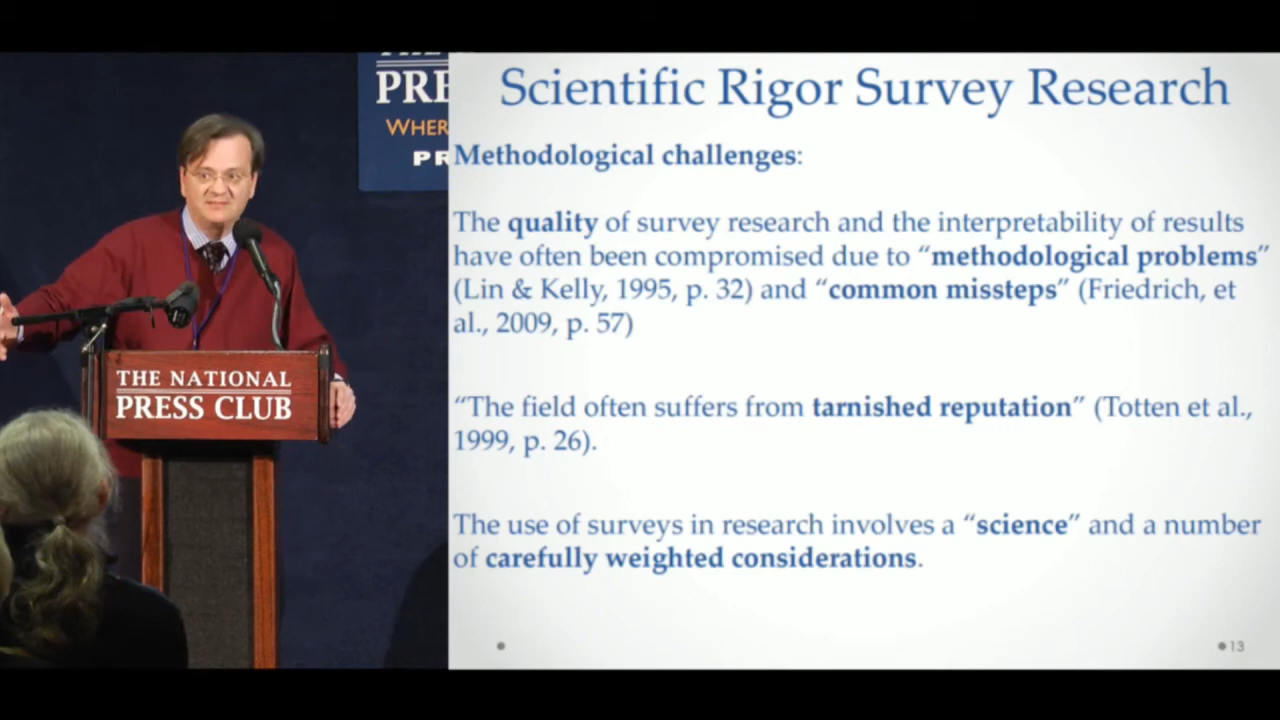 PRE
WHER
PR
THE NATIONAL
PRESS CLUB
Scientific Rigor Survey Research
Methodological challenges:
The quality of survey research and the interpretability of results
have often been compromised due to “methodological problems”
(Lin & Kelly, 1995, p. 32) and “common missteps” (Friedrich, et
al., 2009, p. 57)
“The field often suffers from tarnished reputation” (Totten et al.,
1999, p. 26).
The use of surveys in research involves a “science” and a number
of carefully weighted considerations.
13